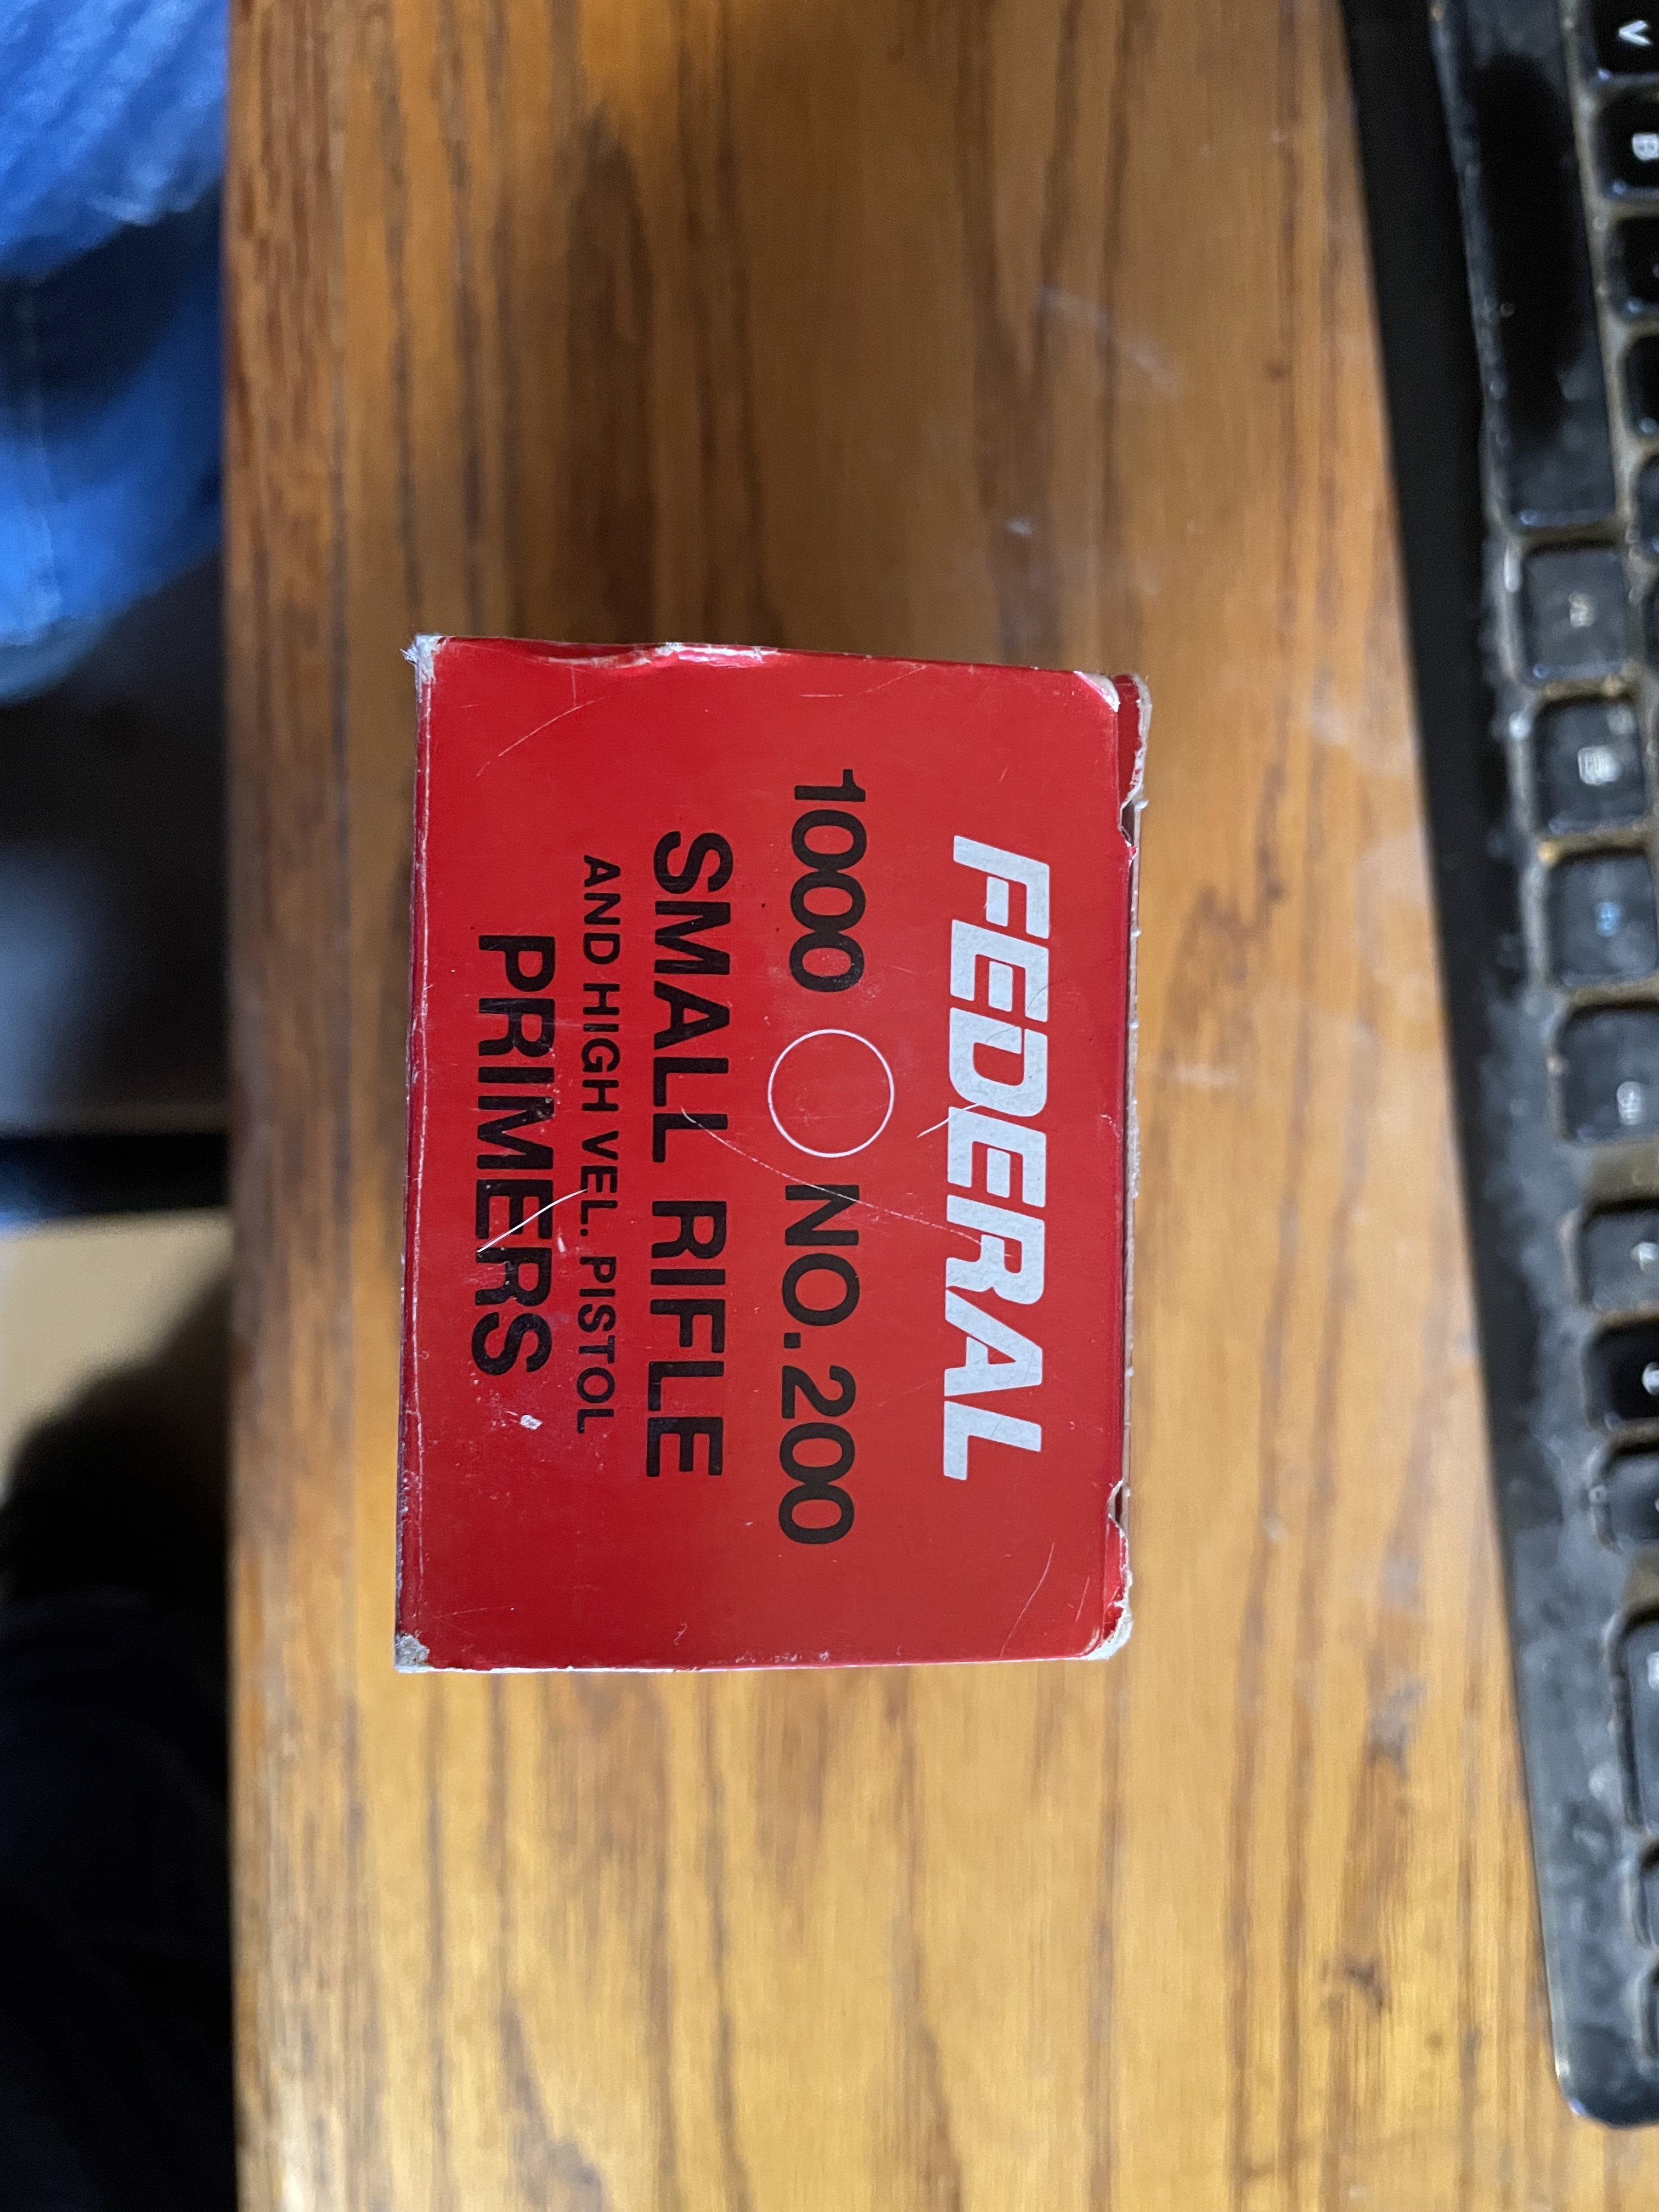 FEDERAL
1000 NO. 200
SMALL RIFLE
AND HIGH VEL. PISTOL
PRIMERS
V
B